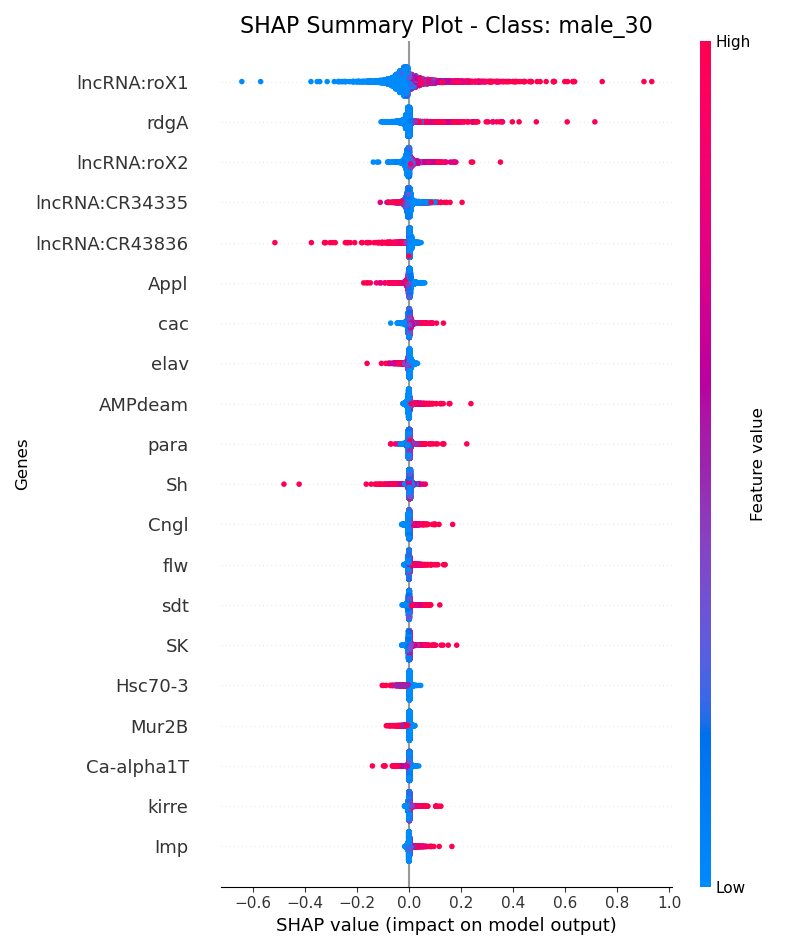 SHAP Summary Plot - Class: male_30
High
lncRNA:roX1
rdgA
lncRNA:roX2
lncRNA:CR34335
lncRNA:CR43836
Appl
cac
elav
AMPdeam
para
Sh
Cngl
flw
sdt
SK
Hsc70-3
Mur2B
Ca-alpha1T
kirre
Imp
Genes
Feature value
Low
−0.6 −0.4 −0.2 0.0 0.2 0.4 0.6 0.8 1.0
SHAP value (impact on model output)